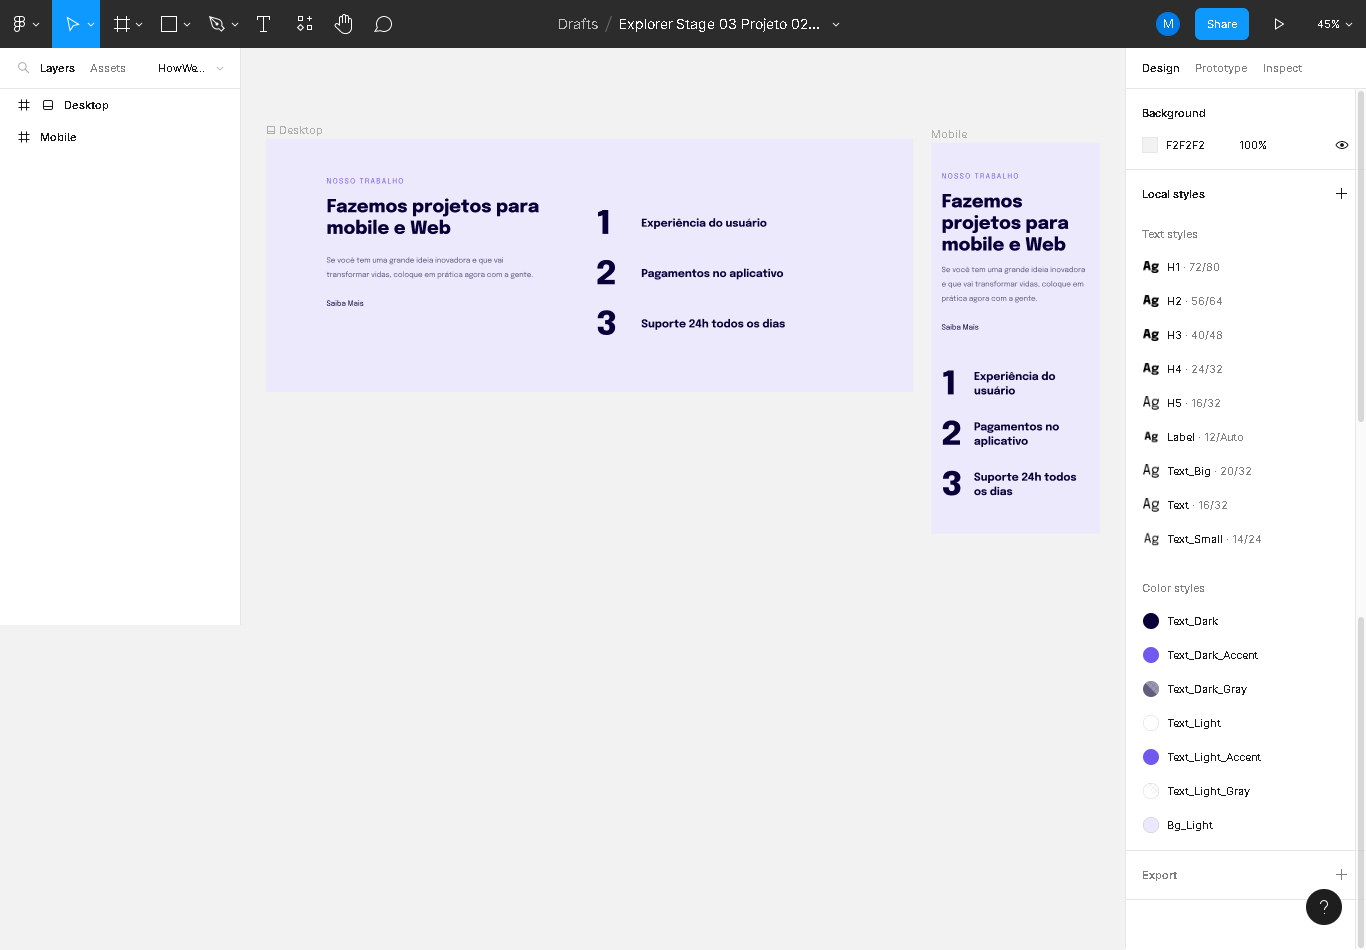 Drafts / Explorer Stage 03 Projeto 02...
M
Share
45%
Layers Assets HowWe...
Desktop
Mobile
Desktop
NOSSO TRABALHO
Fazemos projetos para
mobile e Web
Se você tem uma grande ideia inovadora e que vai
transformar vidas, coloque em prática agora com a gente.
Saiba Mais
1 Experiência do usuário
2 Pagamentos no aplicativo
3 Suporte 24h todos os dias
Mobile
NOSSO TRABALHO
Fazemos
projetos para
mobile e Web
Se você tem uma grande ideia inovadora
e que vai transformar vidas, coloque em
prática agora com a gente.
Saiba Mais
1 Experiência do
usuário
2 Pagamentos no
aplicativo
3 Suporte 24h todos
os dias
Design Prototype Inspect
Background
F2F2F2 100%
Local styles
Text styles
Ag H1 · 72/80
Ag H2 · 56/64
Ag H3 · 40/48
Ag H4 · 24/32
Ag H5 · 16/32
Ag Label · 12/Auto
Ag Text_Big · 20/32
Ag Text · 16/32
Ag Text_Small · 14/24
Color styles
Text_Dark
Text_Dark_Accent
Text_Dark_Gray
Text_Light
Text_Light_Accent
Text_Light_Gray
Bg_Light
Export
?